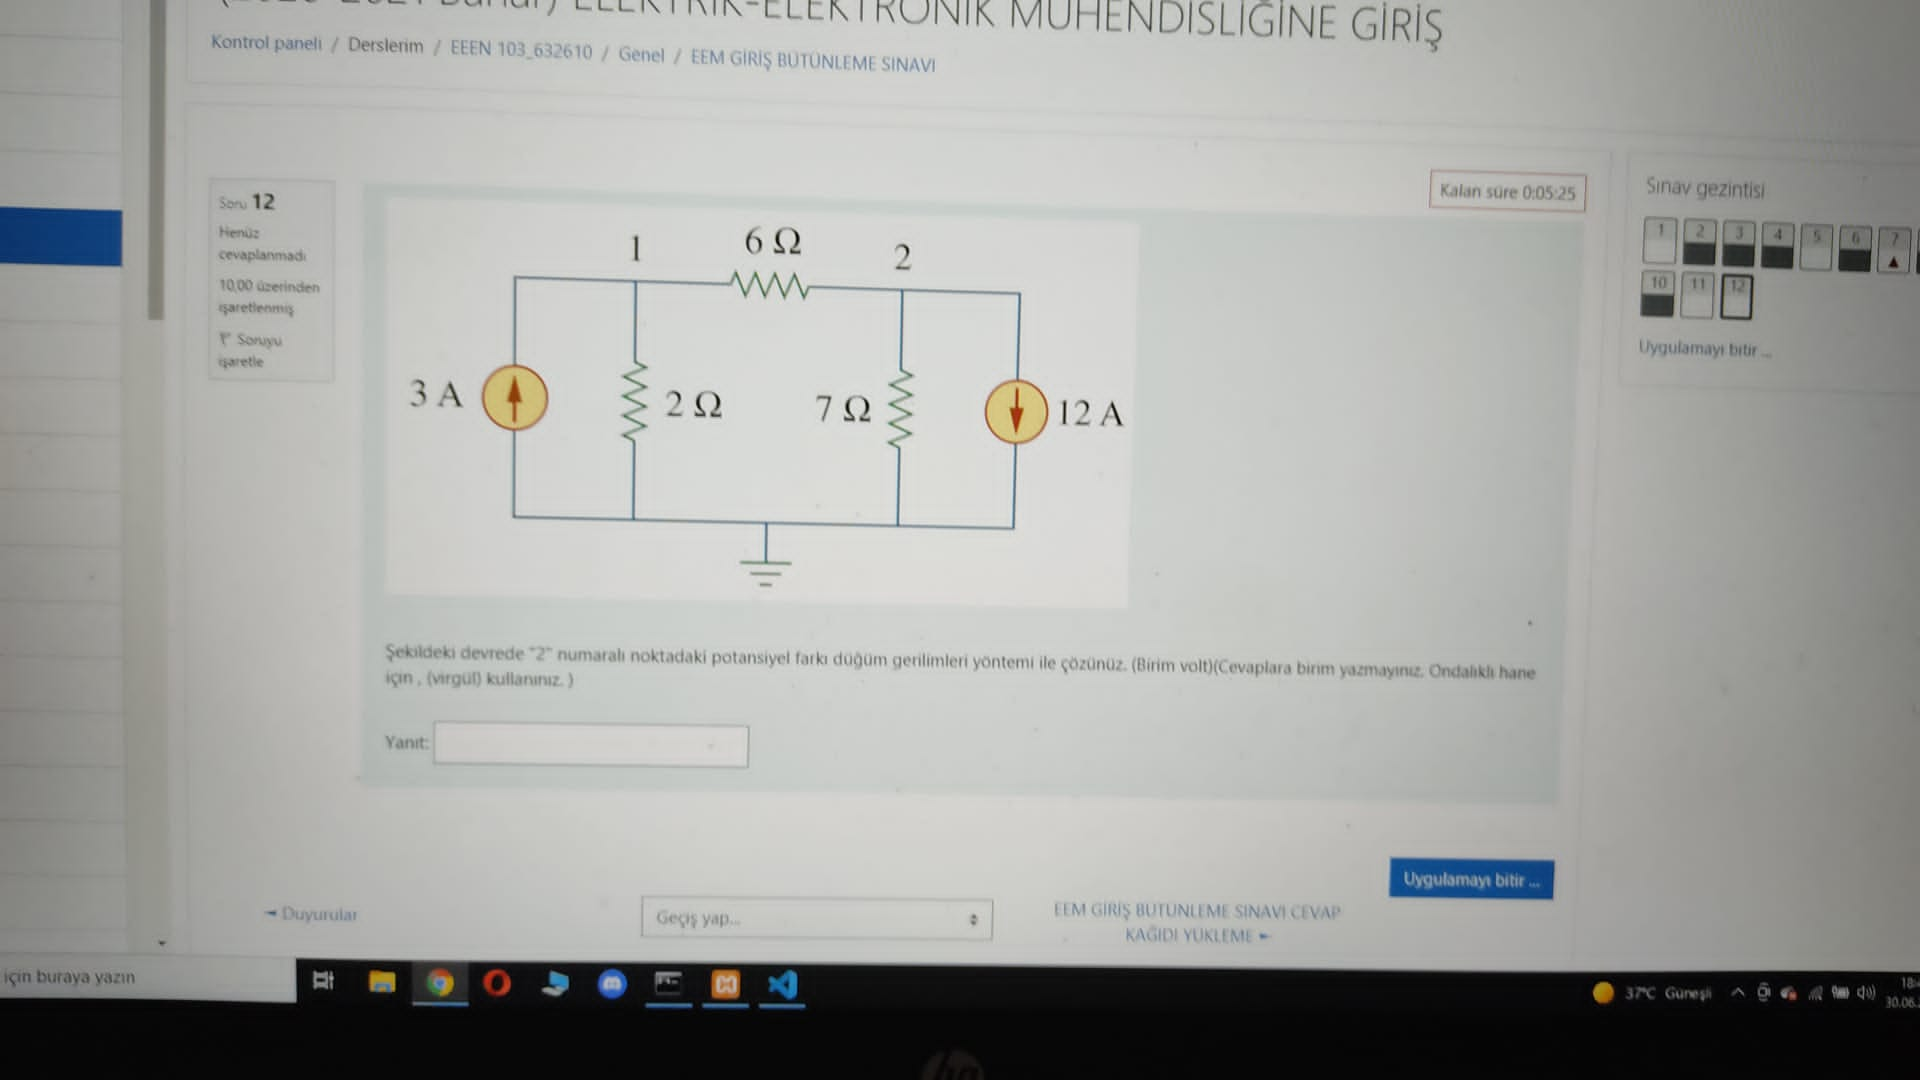 ELEKTRİK-ELEKTRONİK MÜHENDİSLİĞİNE GİRİŞ
Kontrol paneli / Derslerim / EEEN 103_632610 / Genel / EEM GİRİŞ BÜTÜNLEME SINAVI
Soru 12
Henüz
cevaplanmadı
10,00 üzerinden
işaretlenmiş
Soruyu
işaretle
Kalan süre 0:05:25
Sınav gezintisi
1 2 3 4 5 6 7
10 11 12
Uygulamayı bitir ...
1
6 Ω
2
3 A
2 Ω
7 Ω
12 A
Şekildeki devrede "2" numaralı noktadaki potansiyel farkı düğüm gerilimleri yöntemi ile çözünüz. (Birim volt)(Cevaplara birim yazmayınız. Ondalıklı hane
için , (virgül) kullanınız. )
Yanıt:
Uygulamayı bitir ...
◄ Duyurular
Geçiş yap...
EEM GİRİŞ BÜTÜNLEME SINAVI CEVAP
KAĞIDI YÜKLEME
için buraya yazın
37°C Güneşli
30.06.
hp